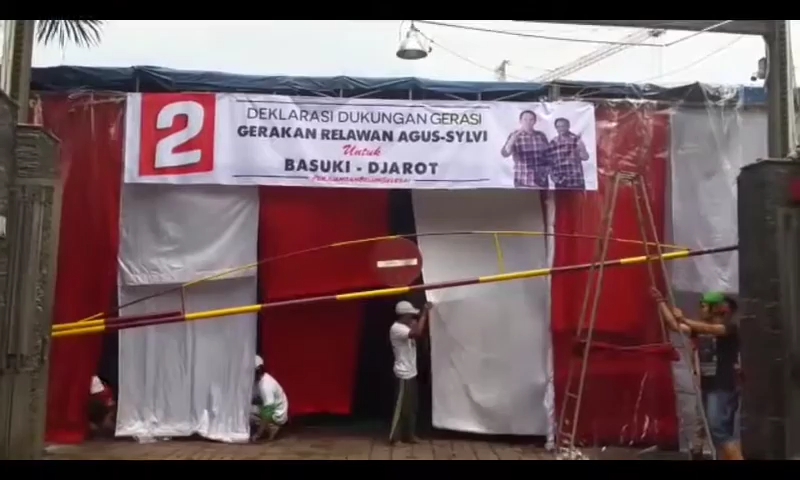 2
DEKLARASI DUKUNGAN GERASI
GERAKAN RELAWAN AGUS-SYLVI
Untuk
BASUKI - DJAROT